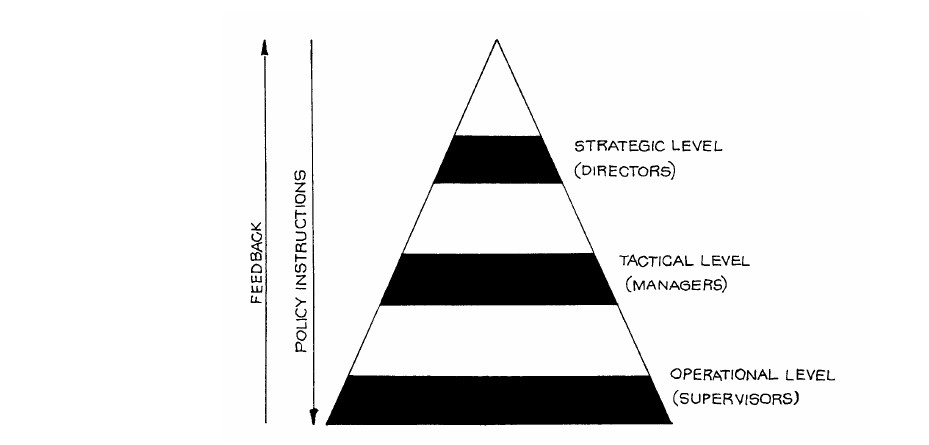 FEEDBACK
POLICY INSTRUCTIONS
STRATEGIC LEVEL
(DIRECTORS)
TACTICAL LEVEL
(MANAGERS)
OPERATIONAL LEVEL
(SUPERVISORS)